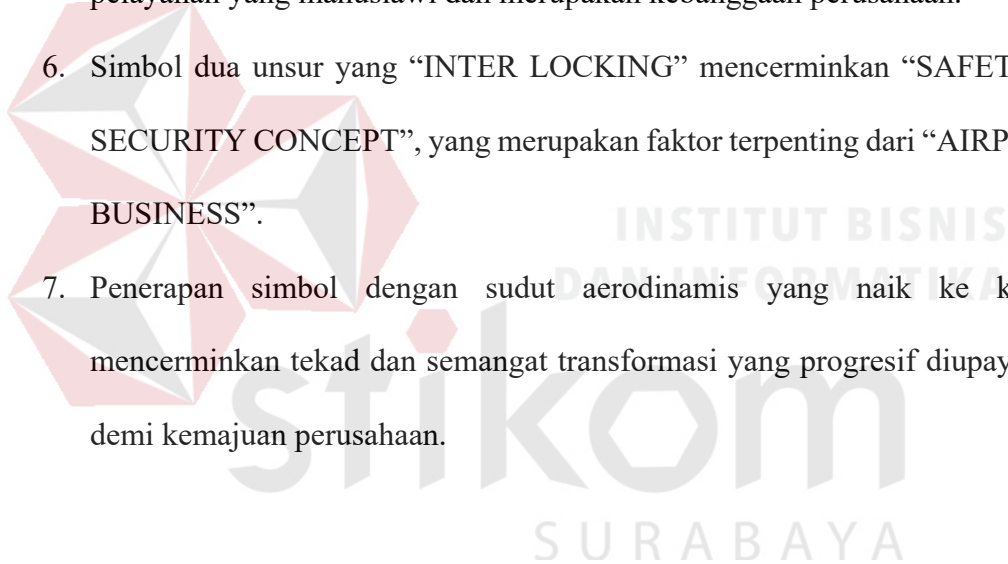 pelayanan yang manusiawi dan merupakan kebanggaan perusahaan.
6. Simbol dua unsur yang “INTER LOCKING” mencerminkan “SAFET
SECURITY CONCEPT”, yang merupakan faktor terpenting dari “AIRP
BUSINESS”.
INSTITUT BISNIS
DAN INFORMATIKA
7. Penerapan simbol dengan sudut aerodinamis yang naik ke k
mencerminkan tekad dan semangat transformasi yang progresif diupay
demi kemajuan perusahaan.
stikom
SURABAYA